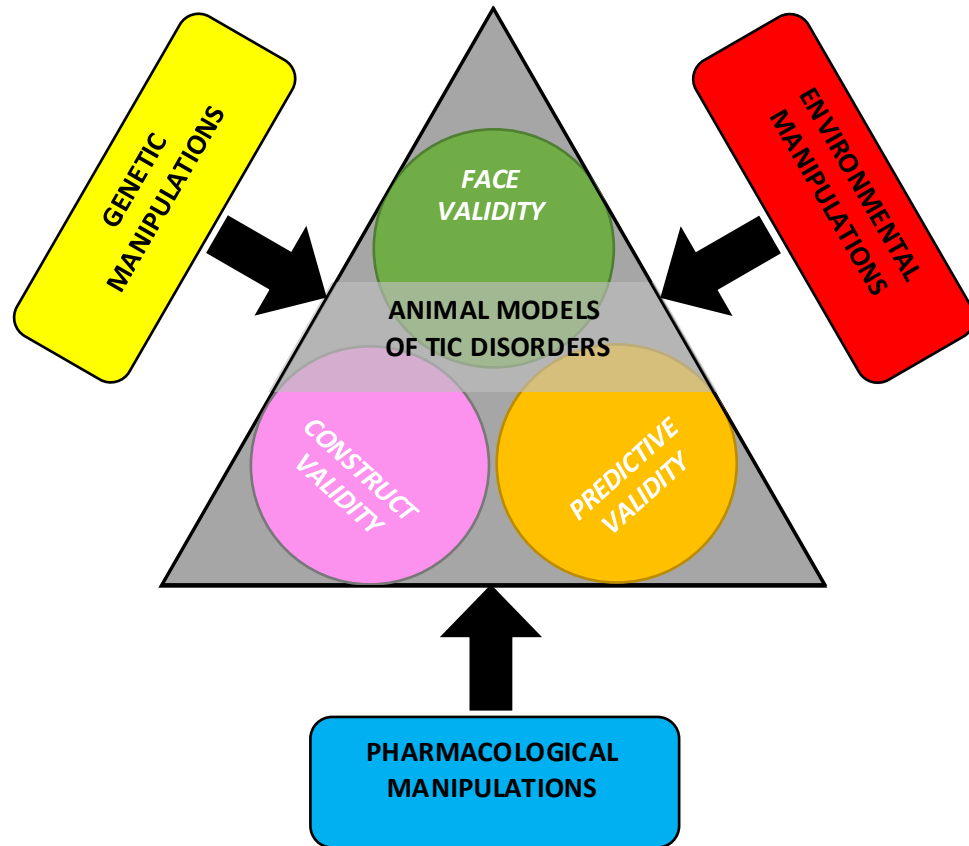 GENETIC
MANIPULATIONS
ENVIRONMENTAL
MANIPULATIONS
FACE
VALIDITY
ANIMAL MODELS
OF TIC DISORDERS
CONSTRUCT
VALIDITY
PREDICTIVE
VALIDITY
PHARMACOLOGICAL
MANIPULATIONS